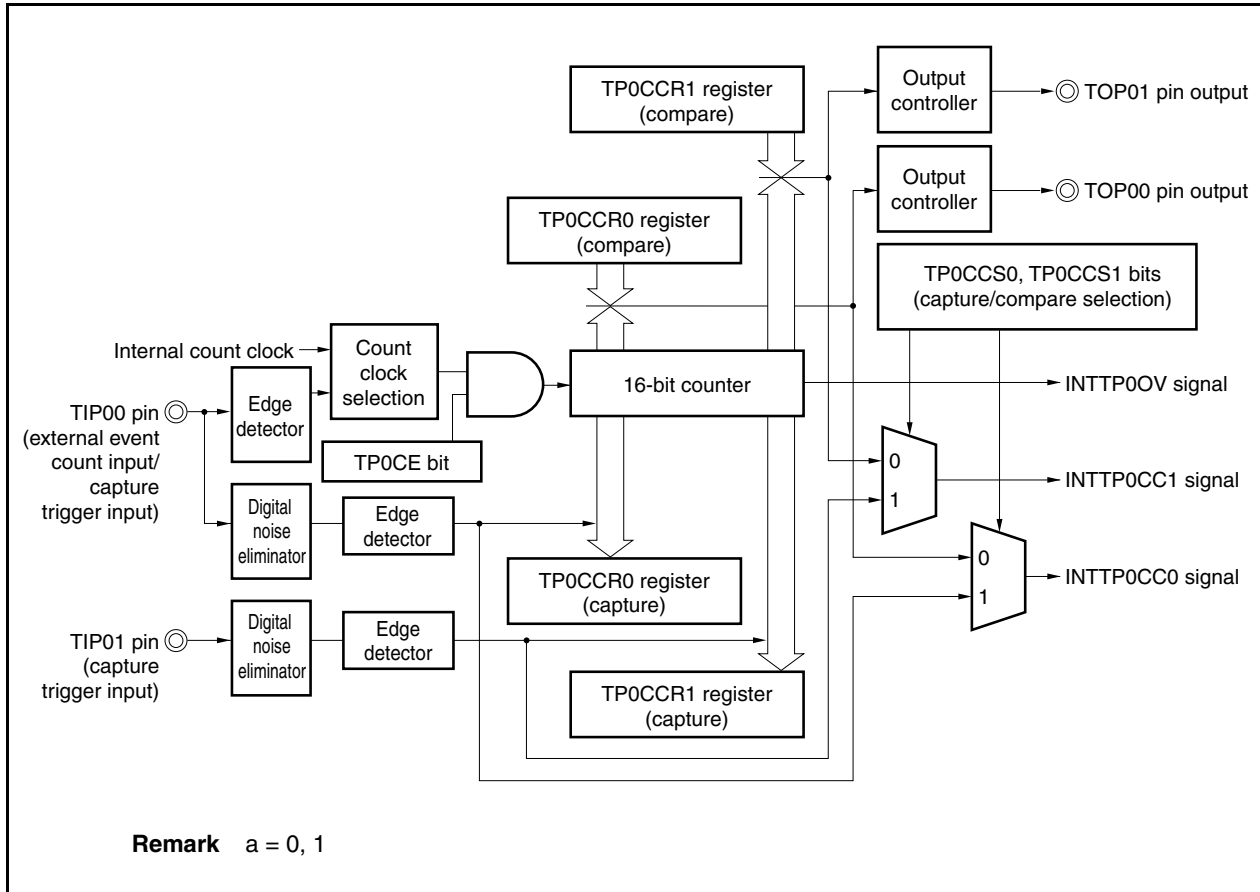 TP0CCR1 register
(compare)
Output
controller
TOP01 pin output
Output
controller
TOP00 pin output
TP0CCR0 register
(compare)
TP0CCS0, TP0CCS1 bits
(capture/compare selection)
Internal count clock
Count
clock
selection
16-bit counter
INTTP0OV signal
TIP00 pin
(external event
count input/
capture
trigger input)
Edge
detector
TP0CE bit
0
1
INTTP0CC1 signal
Digital
noise
eliminator
Edge
detector
TP0CCR0 register
(capture)
0
1
INTTP0CC0 signal
TIP01 pin
(capture
trigger input)
Digital
noise
eliminator
Edge
detector
TP0CCR1 register
(capture)
Remark a = 0, 1